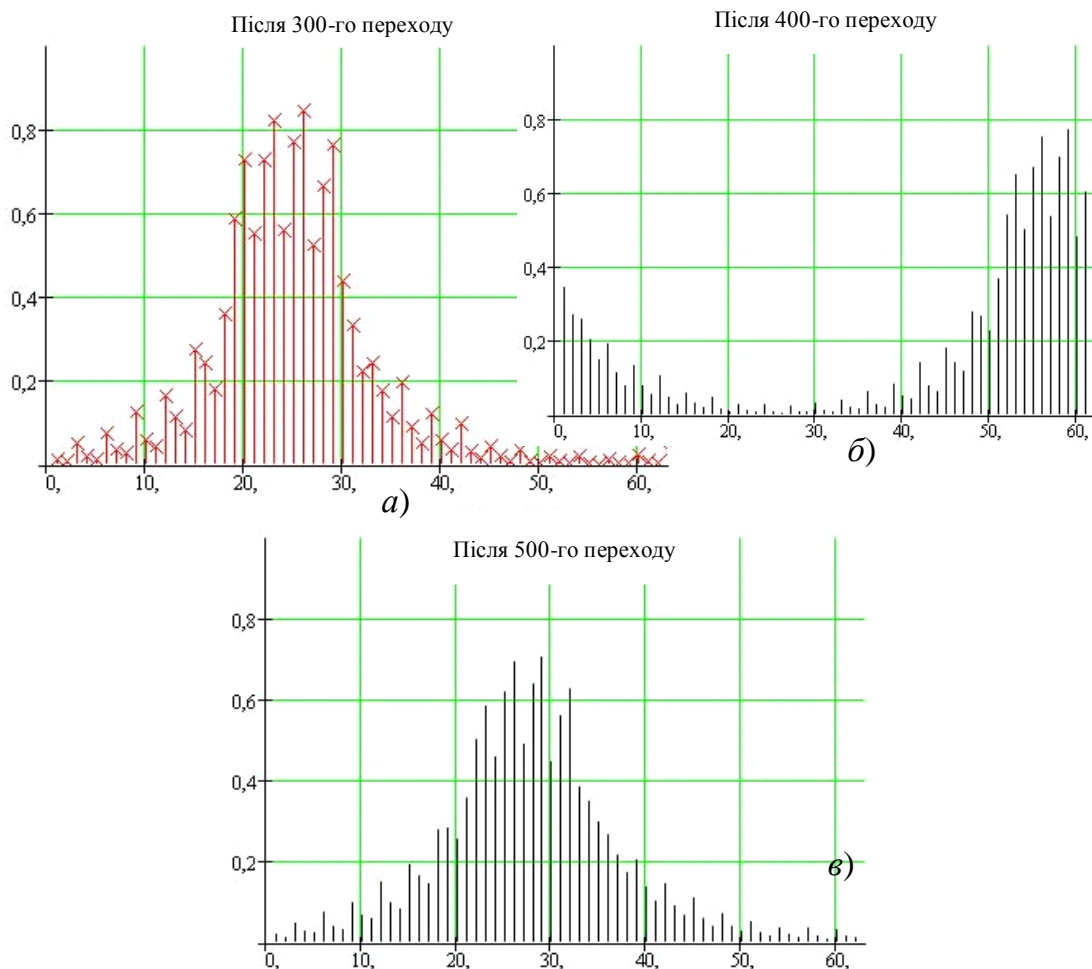 Після 300-го переходу
Після 400-го переходу
0,8
0,6
0,4
0,2
0, 10, 20, 30, 40, 50, 60,
а)
0,8
0,6
0,4
0,2
0, 10, 20, 30, 40, 50, 60,
б)
Після 500-го переходу
0,8
0,6
0,4
0,2
0, 10, 20, 30, 40, 50, 60,
в)